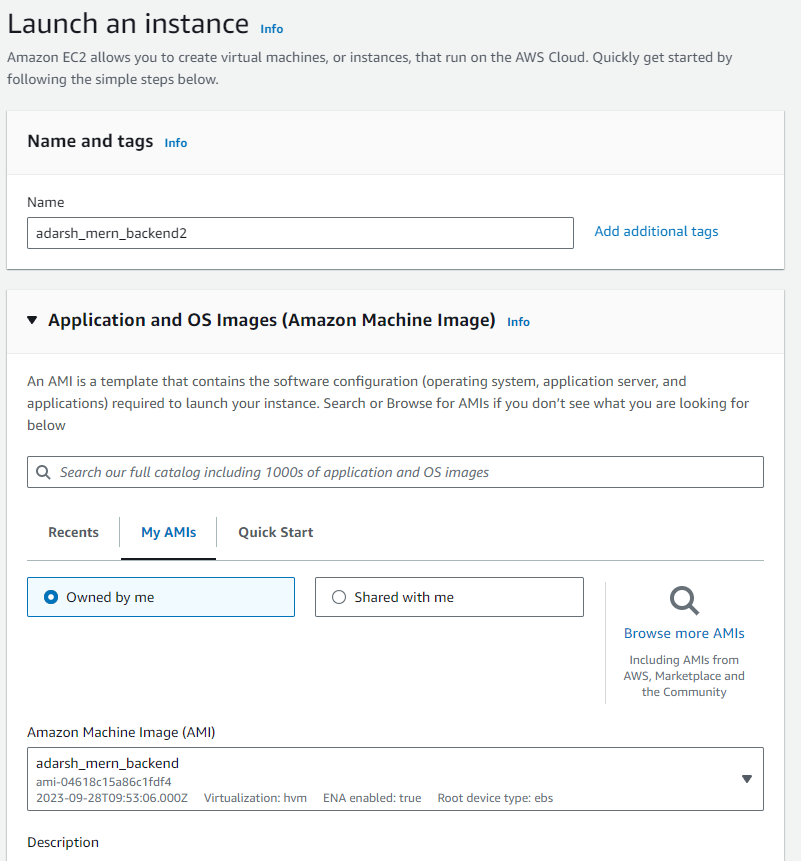 Launch an instance Info
Amazon EC2 allows you to create virtual machines, or instances, that run on the AWS Cloud. Quickly get started by
following the simple steps below.
Name and tags Info
Name
adarsh_mern_backend2
Add additional tags
Application and OS Images (Amazon Machine Image) Info
An AMI is a template that contains the software configuration (operating system, application server, and
applications) required to launch your instance. Search or Browse for AMIs if you don’t see what you are looking for
below
Search our full catalog including 1000s of application and OS images
Recents My AMIs Quick Start
Owned by me Shared with me
Browse more AMIs
Including AMIs from
AWS, Marketplace and
the Community
Amazon Machine Image (AMI)
adarsh_mern_backend
ami-04618c15a86c1fdf4
2023-09-28T09:53:06.000Z Virtualization: hvm ENA enabled: true Root device type: ebs
Description